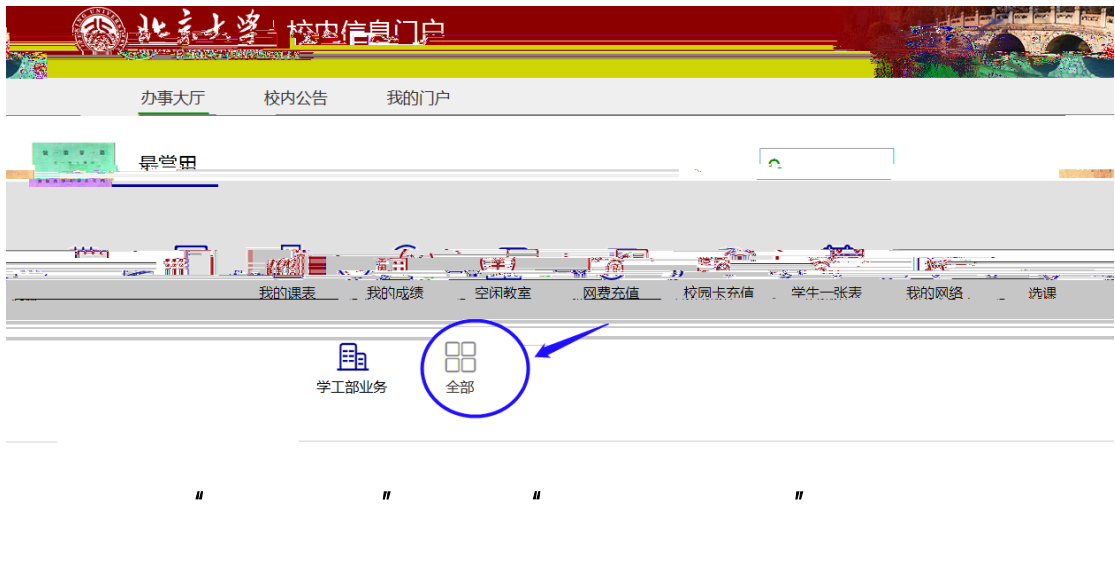 北京大学 校内信息门户
办事大厅 校内公告 我的门户
最常用
我的课表 我的成绩 空闲教室 网费充值 校园卡充值 学生一张表 我的网络 选课
学工部业务 全部
“ ” “ ”